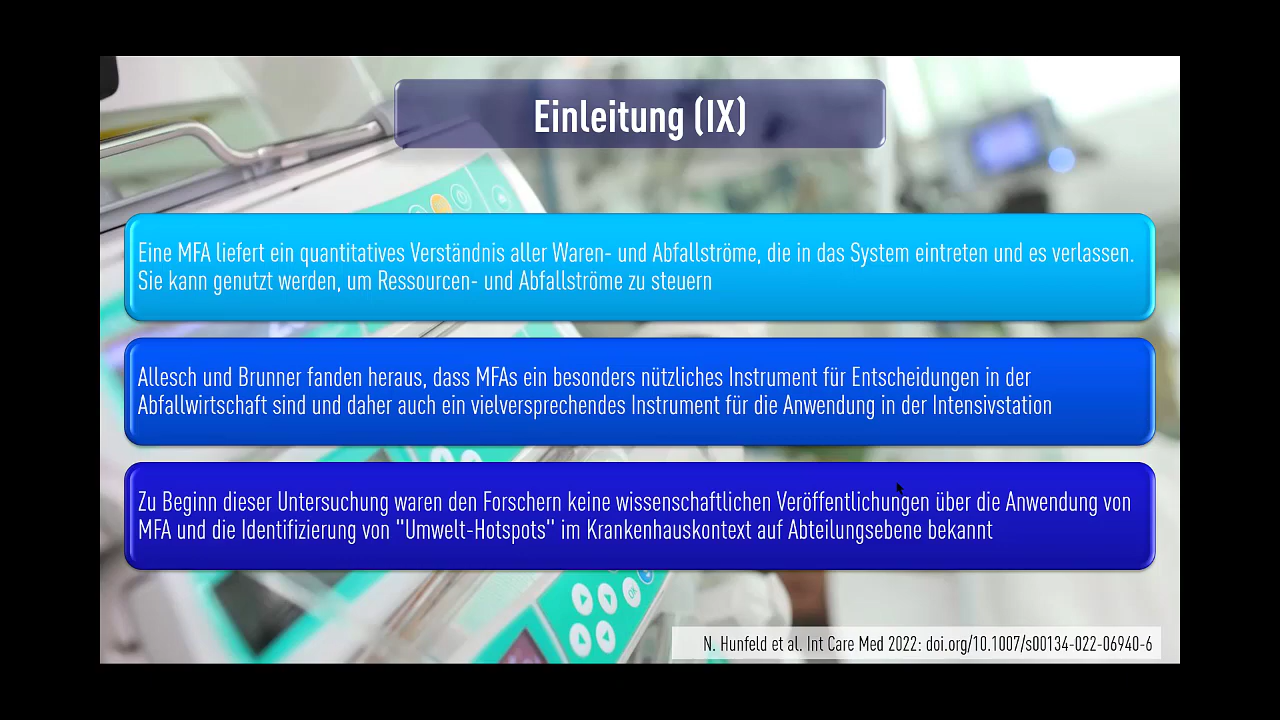 Einleitung (IX)
Eine MFA liefert ein quantitatives Verständnis aller Waren- und Abfallströme, die in das System eintreten und es verlassen.
Sie kann genutzt werden, um Ressourcen- und Abfallströme zu steuern
Allesch und Brunner fanden heraus, dass MFAs ein besonders nützliches Instrument für Entscheidungen in der
Abfallwirtschaft sind und daher auch ein vielversprechendes Instrument für die Anwendung in der Intensivstation
Zu Beginn dieser Untersuchung waren den Forschern keine wissenschaftlichen Veröffentlichungen über die Anwendung von
MFA und die Identifizierung von "Umwelt-Hotspots" im Krankenhauskontext auf Abteilungsebene bekannt
OK
N. Hunfeld et al. Int Care Med 2022: doi.org/10.1007/s00134-022-06940-6